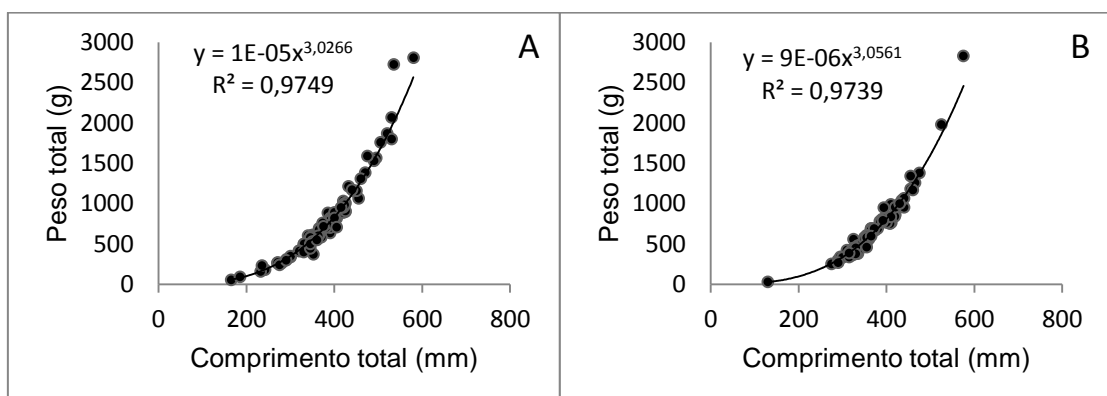 A
y = 1E-05x^3,0266
R² = 0,9749
Peso total (g)
3000
2500
2000
1500
1000
500
0
0 200 400 600 800
Comprimento total (mm)
B
y = 9E-06x^3,0561
R² = 0,9739
Peso total (g)
3000
2500
2000
1500
1000
500
0
0 200 400 600 800
Comprimento total (mm)